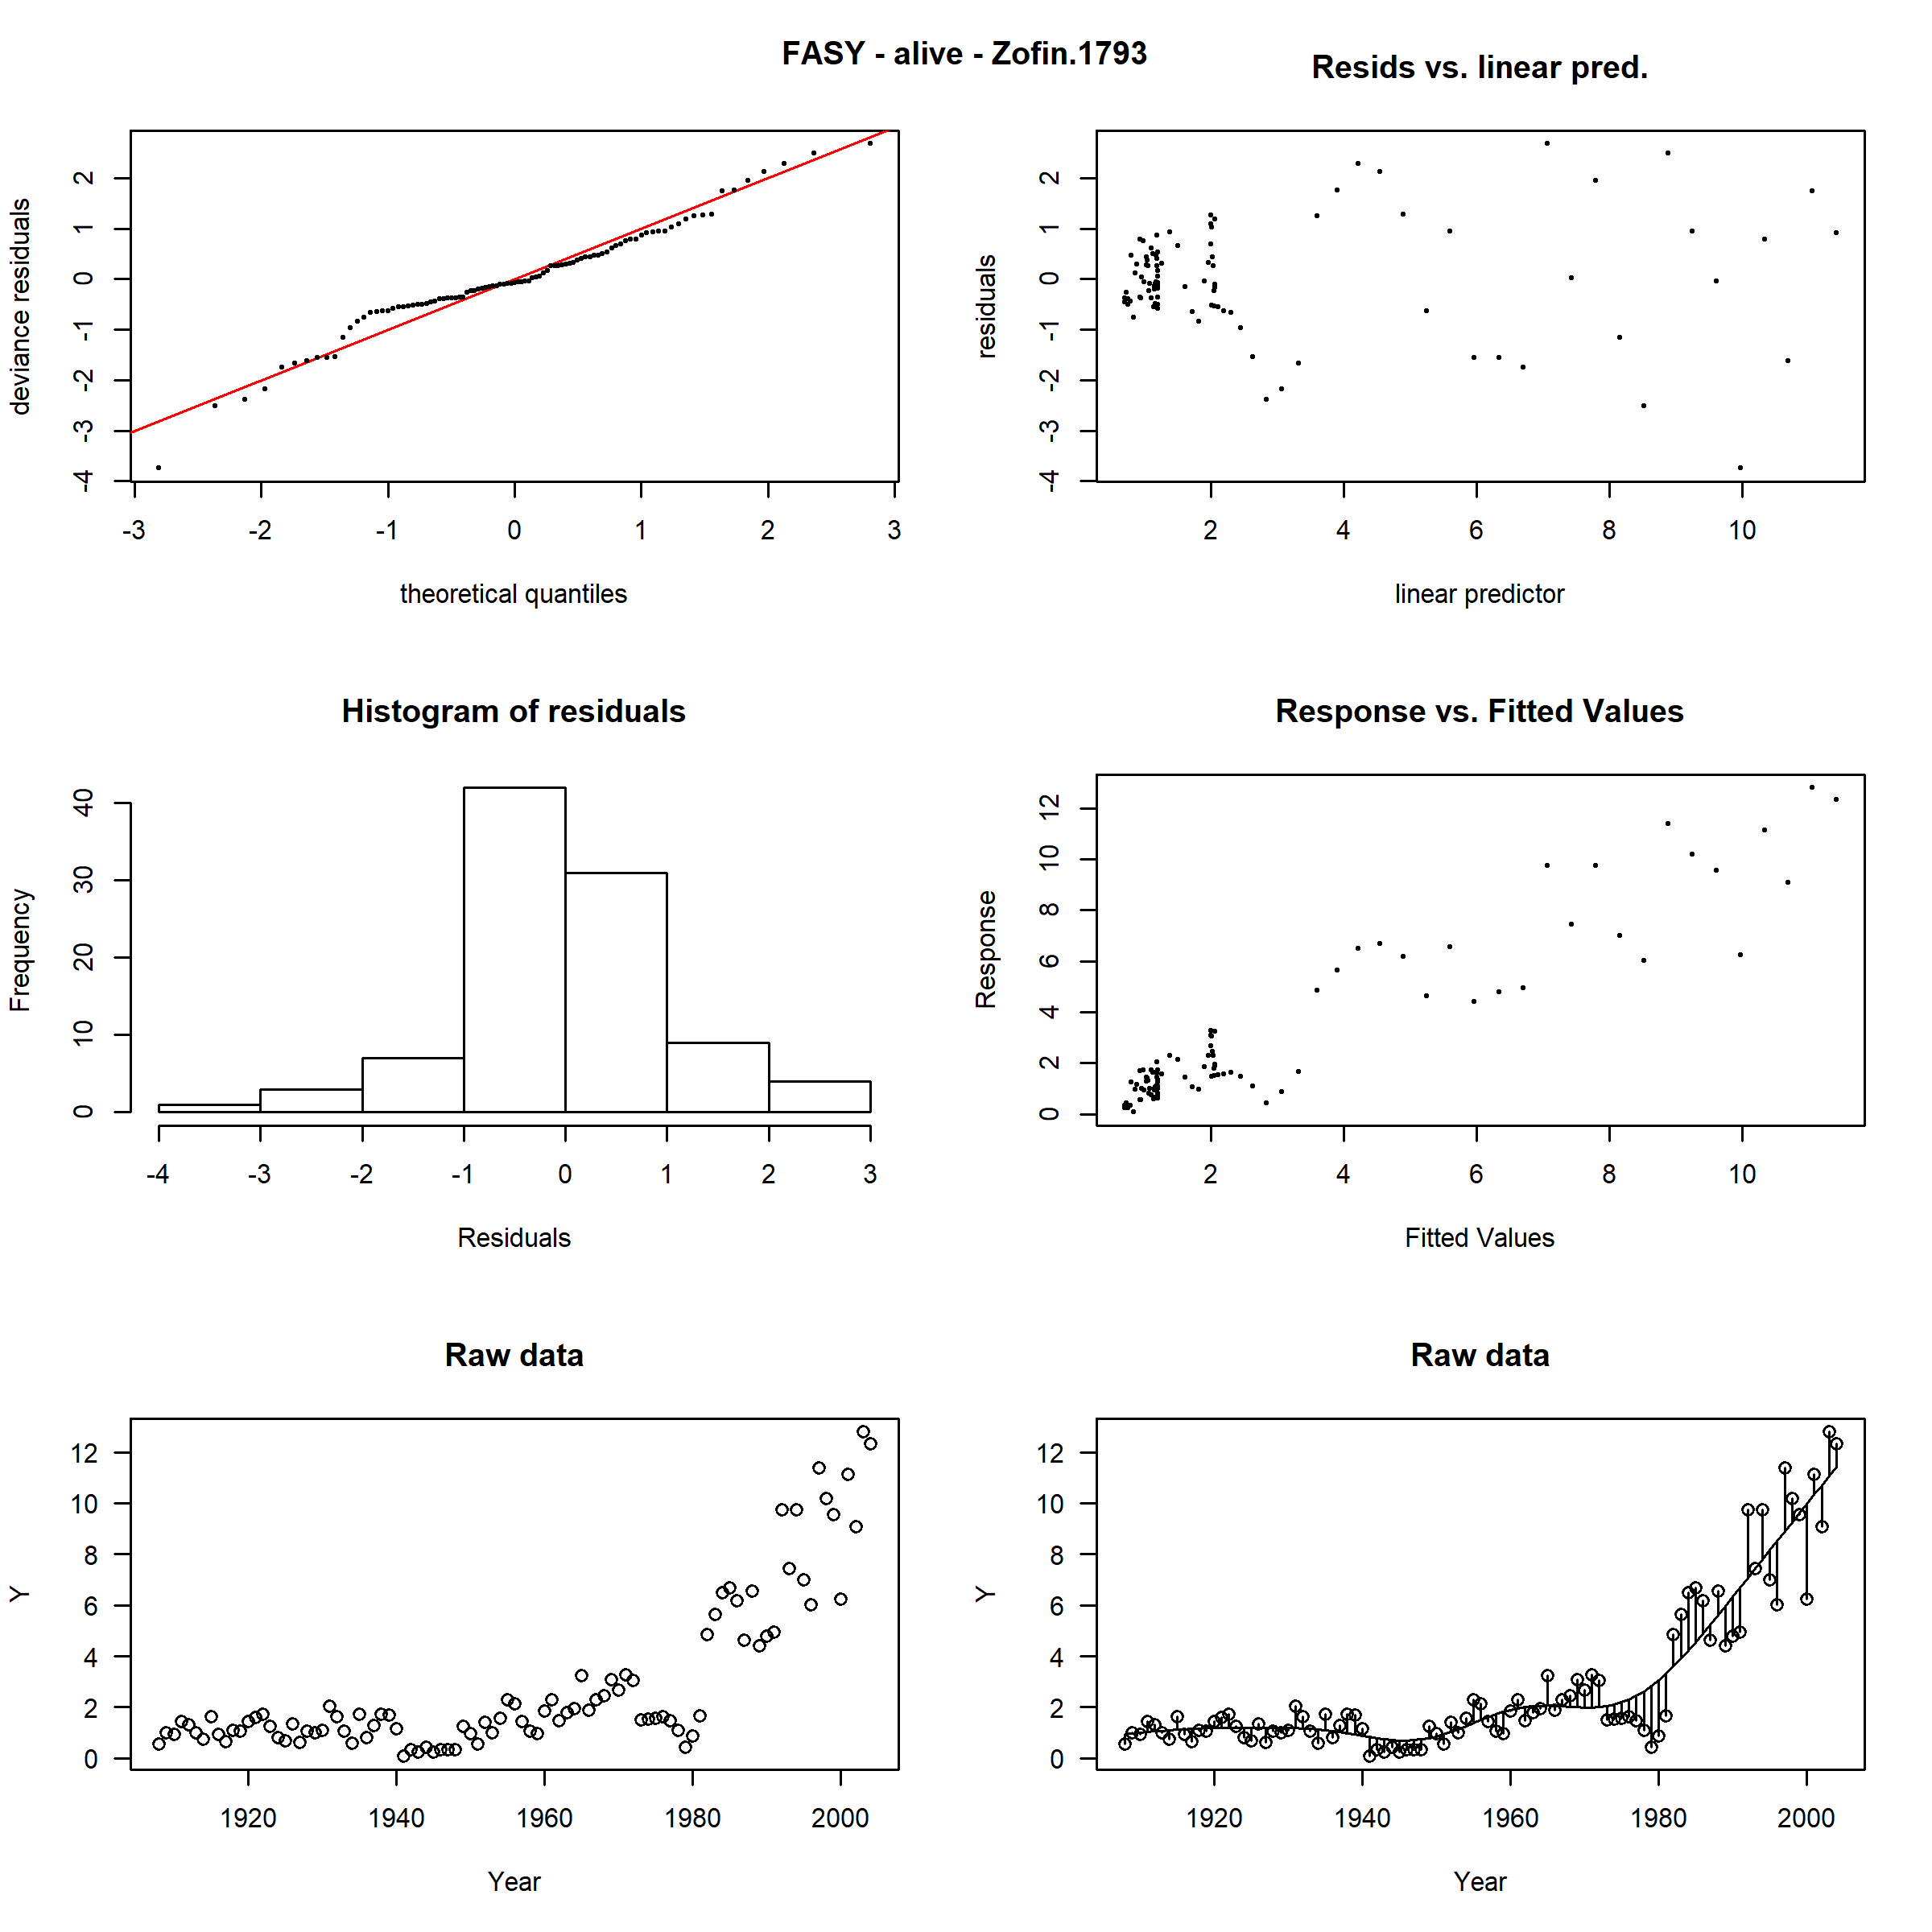 FASY - alive - Zofin.1793
Resids vs. linear pred.
deviance residuals
2
1
0
-1
-2
-3
-4
-3 -2 -1 0 1 2 3
theoretical quantiles
residuals
2
1
0
-1
-2
-3
-4
2 4 6 8 10
linear predictor
Histogram of residuals
Frequency
40
30
20
10
0
-4 -3 -2 -1 0 1 2 3
Residuals
Response vs. Fitted Values
Response
12
10
8
6
4
2
0
2 4 6 8 10
Fitted Values
Raw data
Y
12
10
8
6
4
2
0
1920 1940 1960 1980 2000
Year
Raw data
Y
12
10
8
6
4
2
0
1920 1940 1960 1980 2000
Year